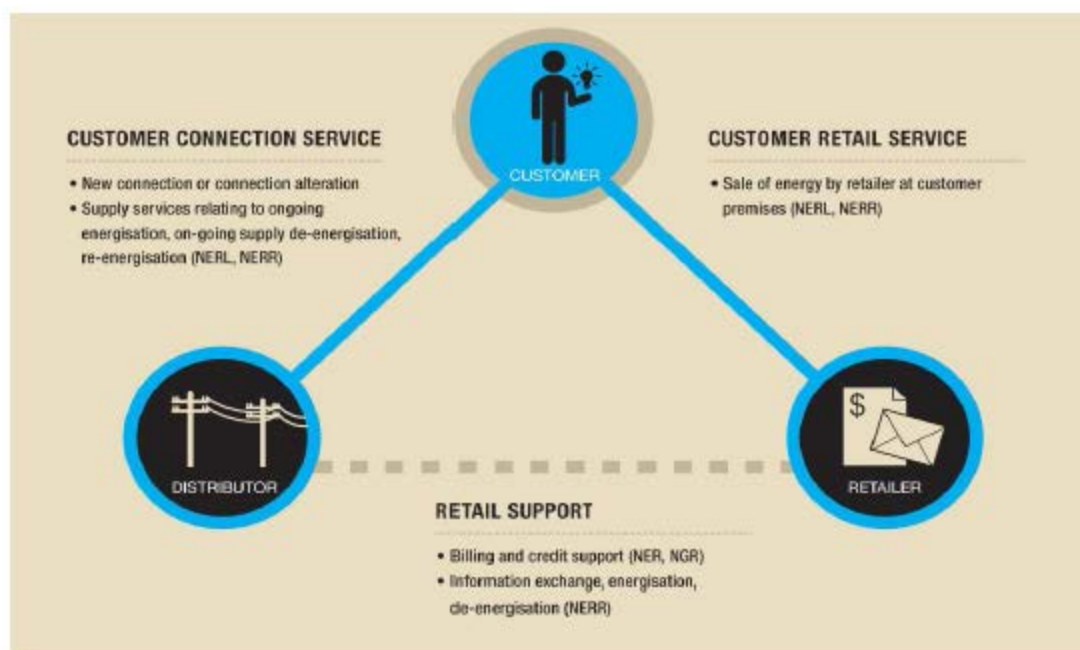 CUSTOMER
CUSTOMER CONNECTION SERVICE
• New connection or connection alteration
• Supply services relating to ongoing
energisation, on-going supply de-energisation,
re-energisation (NERL, NERR)
CUSTOMER RETAIL SERVICE
• Sale of energy by retailer at customer
premises (NERL, NERR)
DISTRIBUTOR
$
RETAILER
RETAIL SUPPORT
• Billing and credit support (NER, NGR)
• Information exchange, energisation,
de-energisation (NERR)